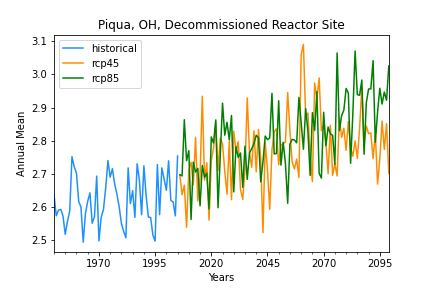 Piqua, OH, Decommissioned Reactor Site
historical
rcp45
rcp85
Annual Mean
3.1
3.0
2.9
2.8
2.7
2.6
2.5
1970
1995
2020
2045
2070
2095
Years